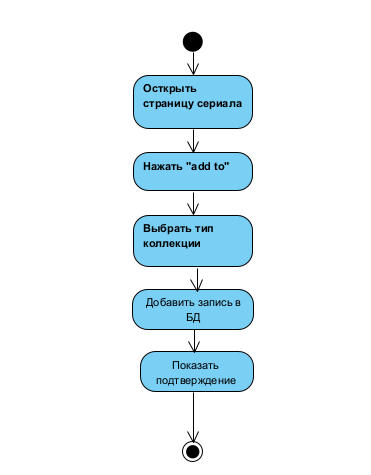 Осткрыть
страницу сериала
Нажать "add to"
Выбрать тип
коллекции
Добавить запись в
БД
Показать
подтверждение